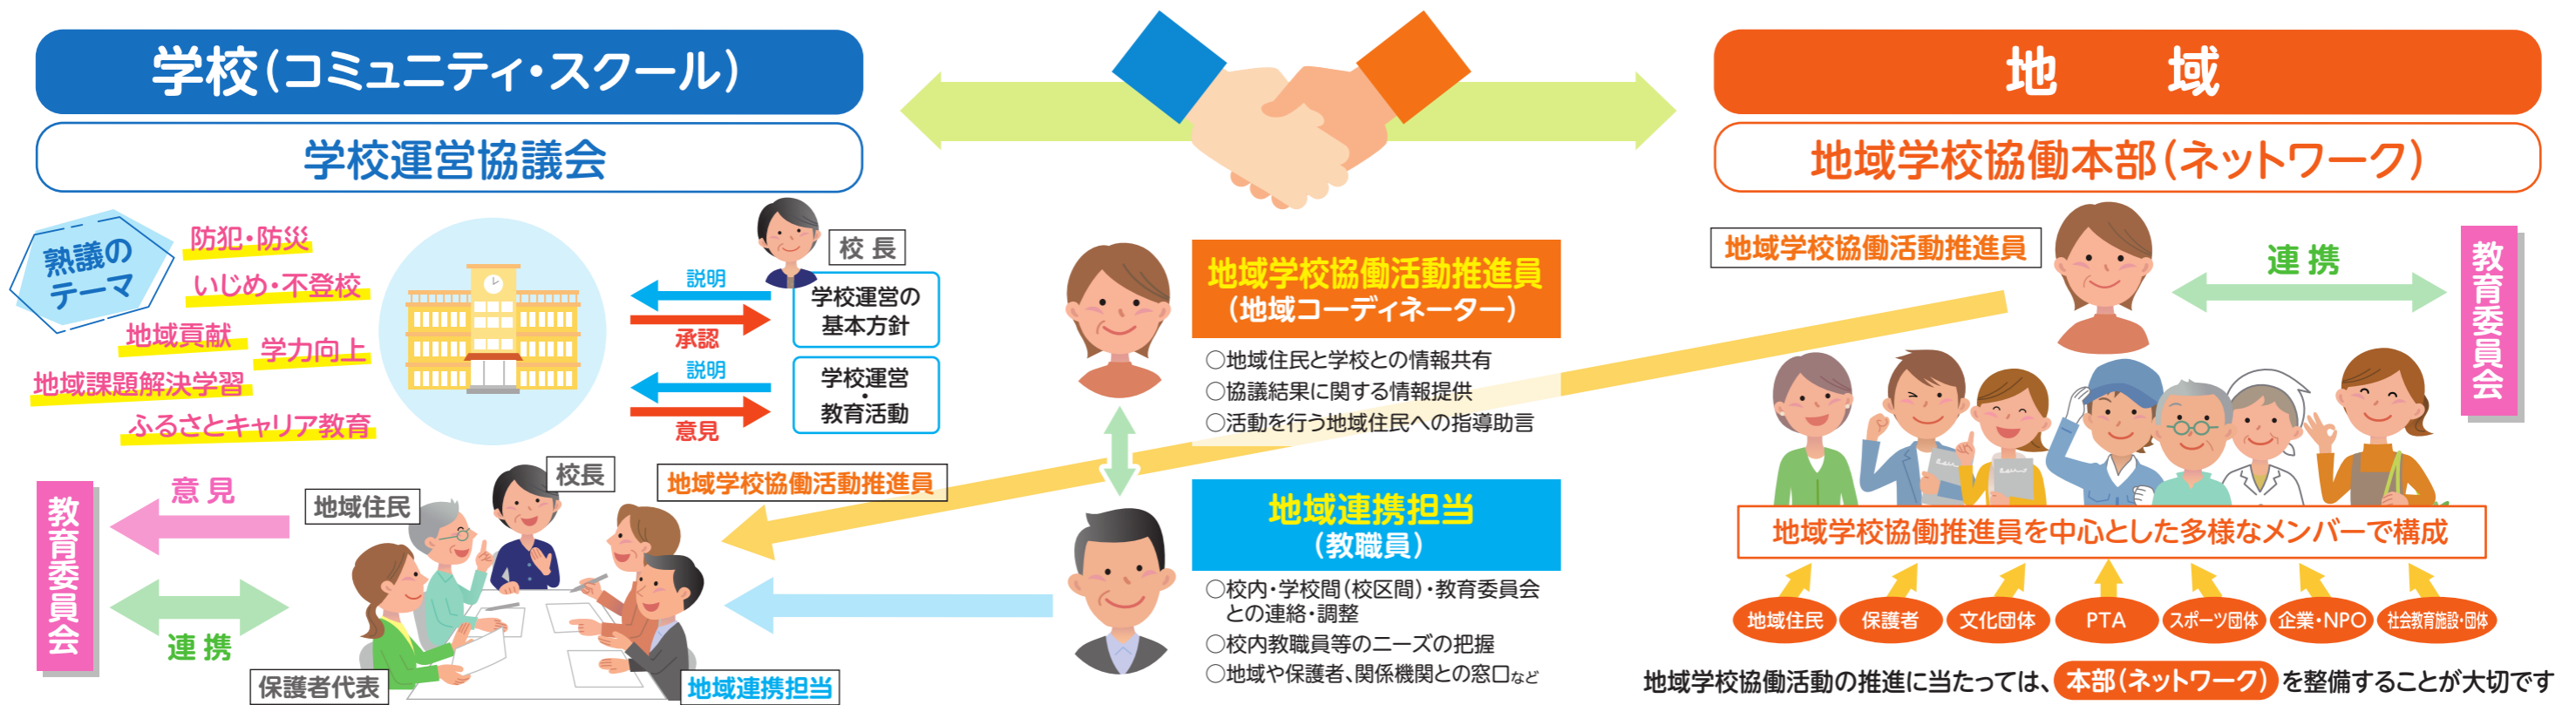 学校(コミュニティ・スクール)
学校運営協議会
熟議の
テーマ
防犯・防災
いじめ・不登校
地域貢献
学力向上
地域課題解決学習
ふるさとキャリア教育
校長
説明
承認
学校運営の
基本方針
説明
意見
学校運営
・
教育活動
教育委員会
意見
連携
地域住民
校長
地域学校協働活動推進員
保護者代表
地域連携担当
地域学校協働活動推進員
(地域コーディネーター)
○地域住民と学校との情報共有
○協議結果に関する情報提供
○活動を行う地域住民への指導助言
地域連携担当
(教職員)
○校内・学校間(校区間)・教育委員会
との連絡・調整
○校内教職員等のニーズの把握
○地域や保護者、関係機関との窓口など
地域
地域学校協働本部(ネットワーク)
地域学校協働活動推進員
連携
教育委員会
地域学校協働推進員を中心とした多様なメンバーで構成
地域住民
保護者
文化団体
PTA
スポーツ団体
企業・NPO
社会教育施設・団体
地域学校協働活動の推進に当たっては、本部(ネットワーク)を整備することが大切です